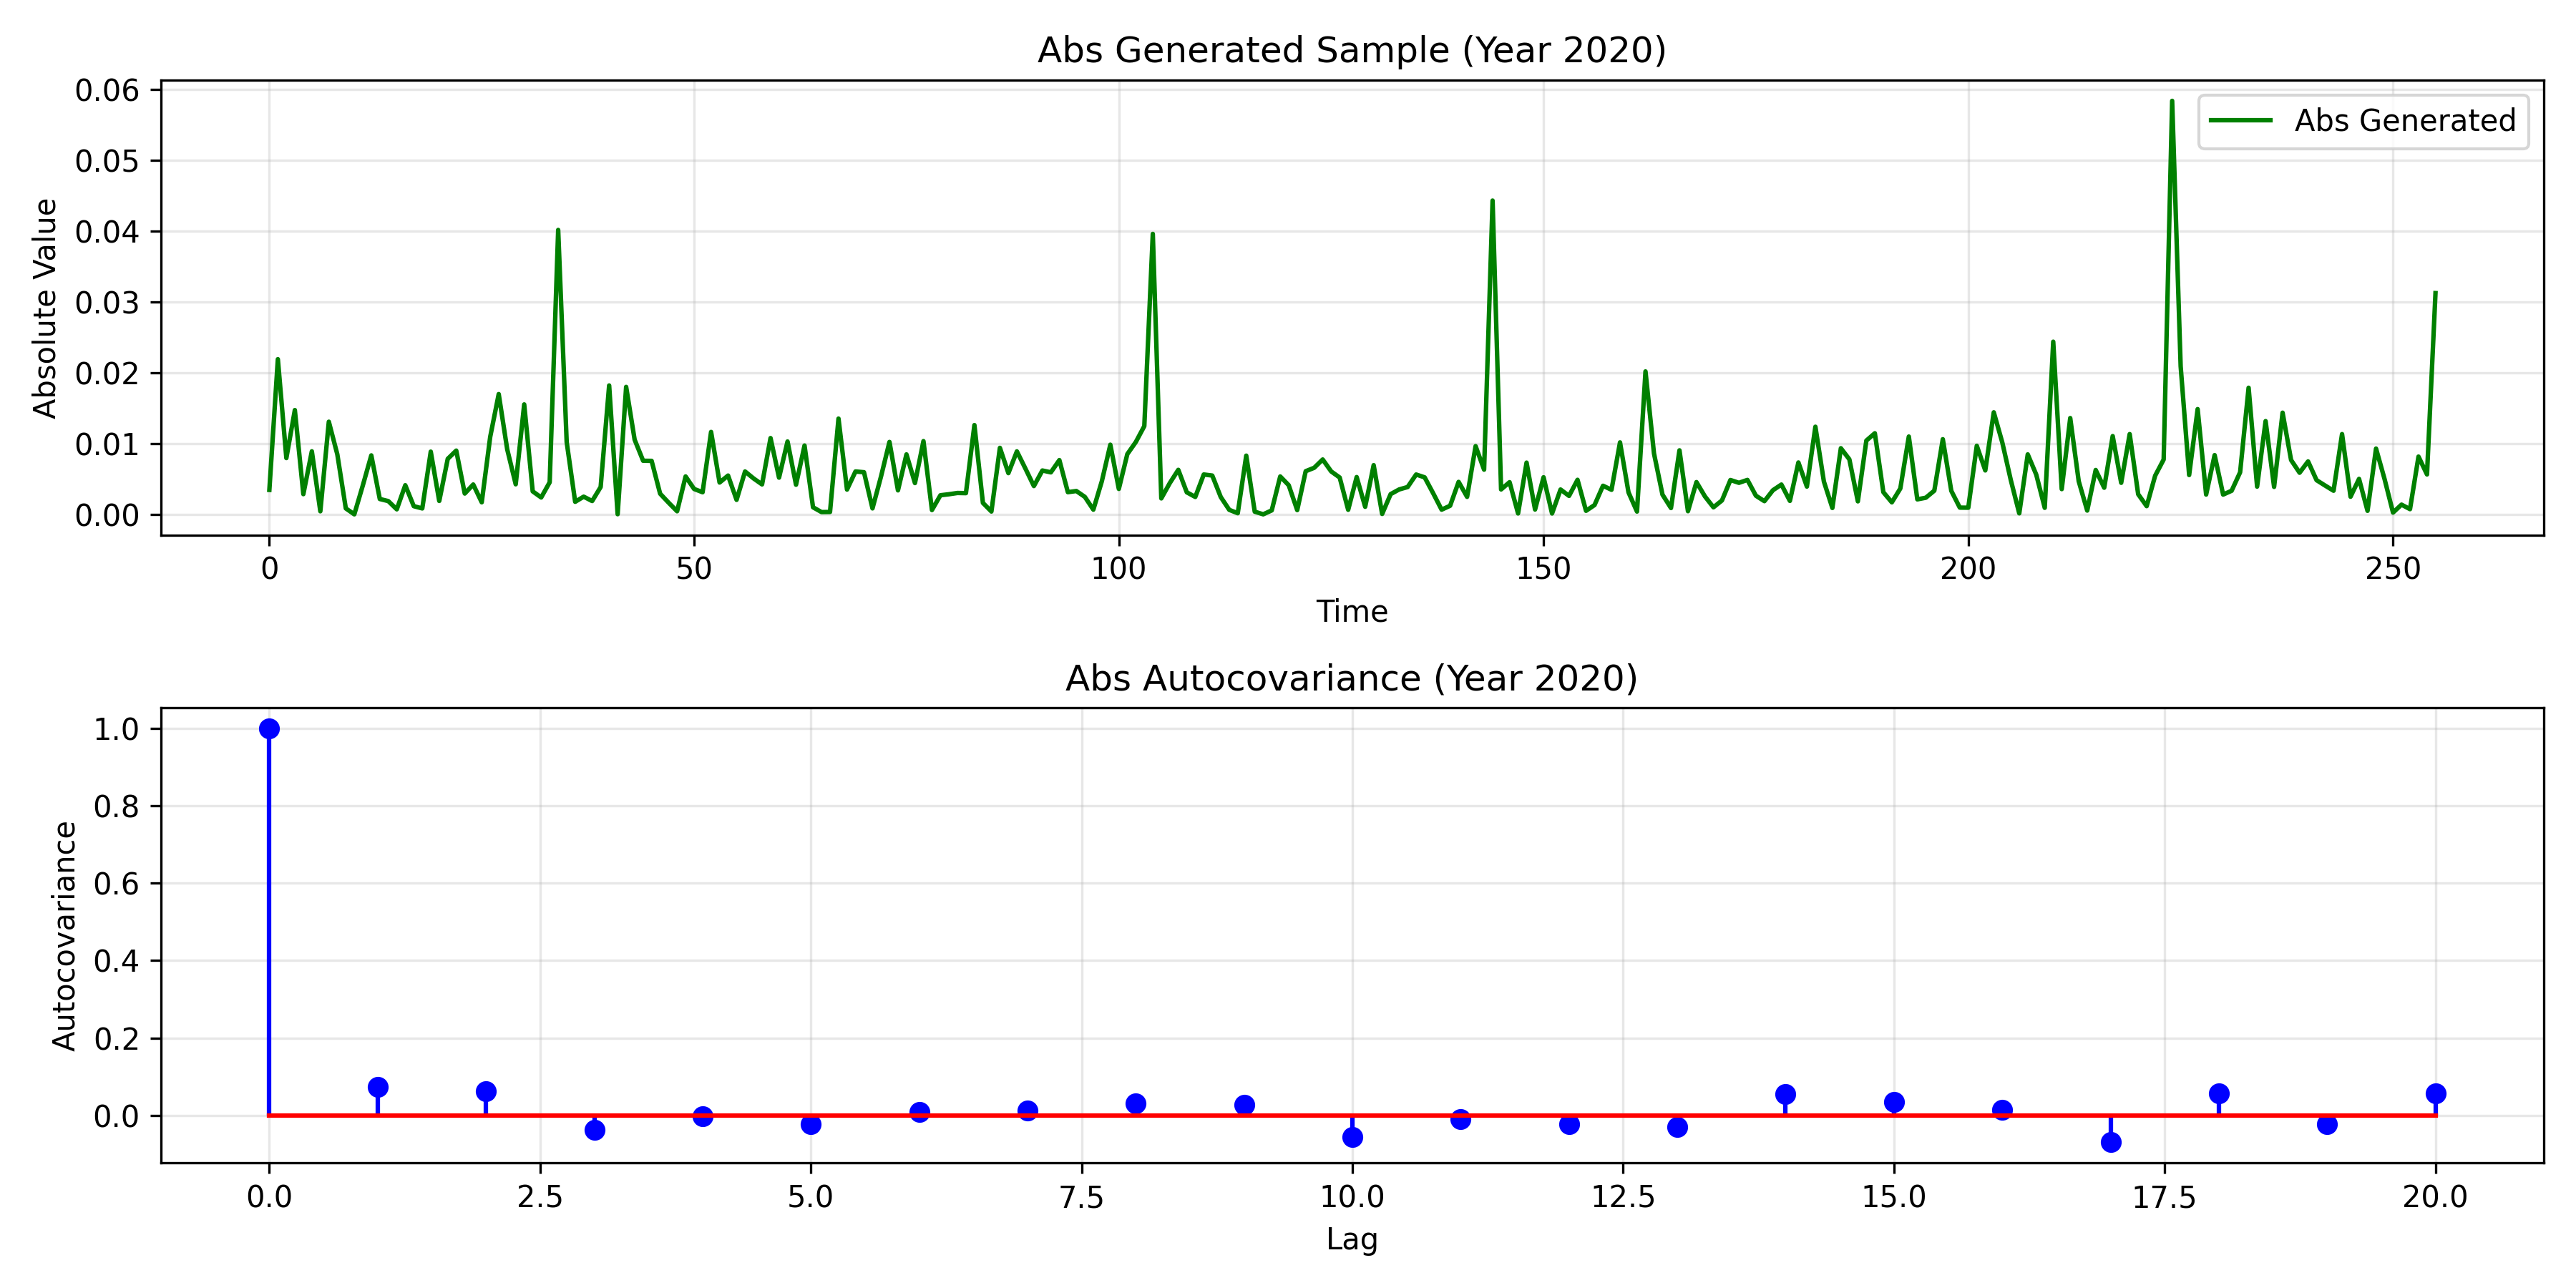 Abs Generated Sample (Year 2020)
Absolute Value
0.06
0.05
0.04
0.03
0.02
0.01
0.00
Abs Generated
0 50 100 150 200 250
Time
Abs Autocovariance (Year 2020)
Autocovariance
1.0
0.8
0.6
0.4
0.2
0.0
0.0 2.5 5.0 7.5 10.0 12.5 15.0 17.5 20.0
Lag